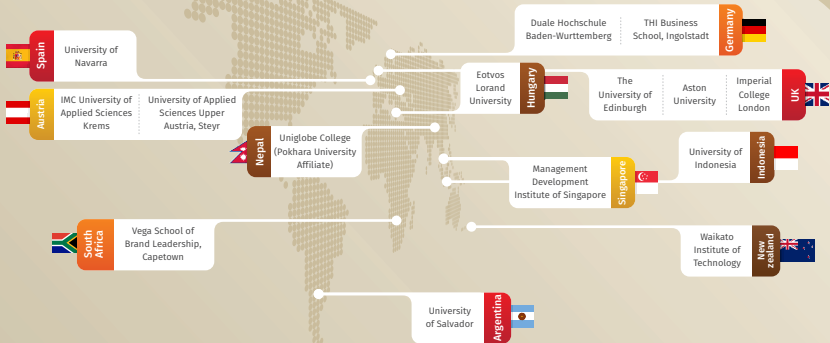 Spain
University of
Navarra
Duale Hochschule
Baden-Wurttemberg
THI Business
School, Ingolstadt
Germany
Austria
IMC University of
Applied Sciences
Krems
University of Applied
Sciences Upper
Austria, Steyr
Eotvos
Lorand
University
Hungary
The
University of
Edinburgh
Aston
University
Imperial
College
London
UK
Nepal
Uniglobe College
(Pokhara University
Affiliate)
Management
Development
Institute of Singapore
Singapore
University of
Indonesia
Indonesia
South
Africa
Vega School of
Brand Leadership,
Capetown
Waikato
Institute of
Technology
New
zealand
University
of Salvador
Argentina